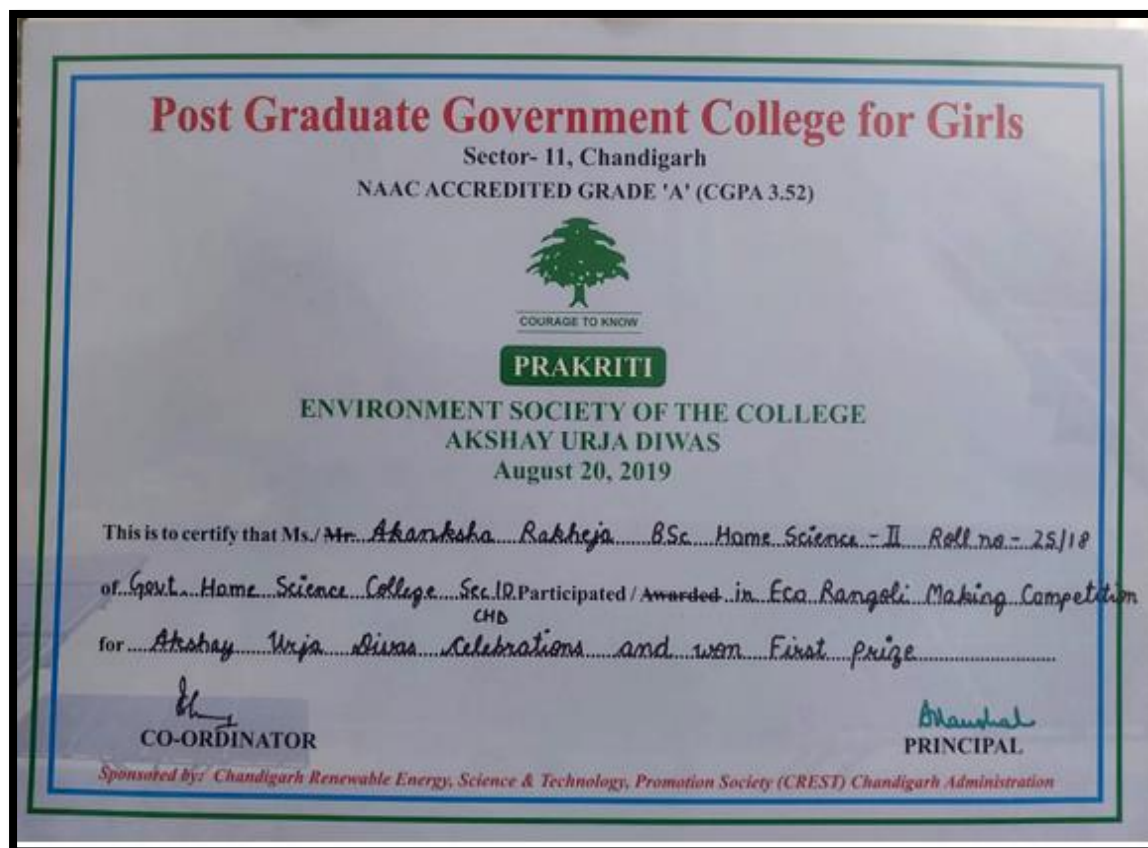 Post Graduate Government College for Girls
Sector- 11, Chandigarh
NAAC ACCREDITED GRADE 'A' (CGPA 3.52)
COURAGE TO KNOW
PRAKRITI
ENVIRONMENT SOCIETY OF THE COLLEGE
AKSHAY URJA DIWAS
August 20, 2019
This is to certify that Ms./Mr. Akanksha Rakheja BSc Home Science - II Roll no - 25/18
of Govt. Home Science College Sec 10 Participated / Awarded in Eco Rangoli Making Competition
CHD
for Akshay Urja Diwas Celebrations and won First prize
CO-ORDINATOR
PRINCIPAL
Sponsored by: Chandigarh Renewable Energy, Science & Technology, Promotion Society (CREST) Chandigarh Administration